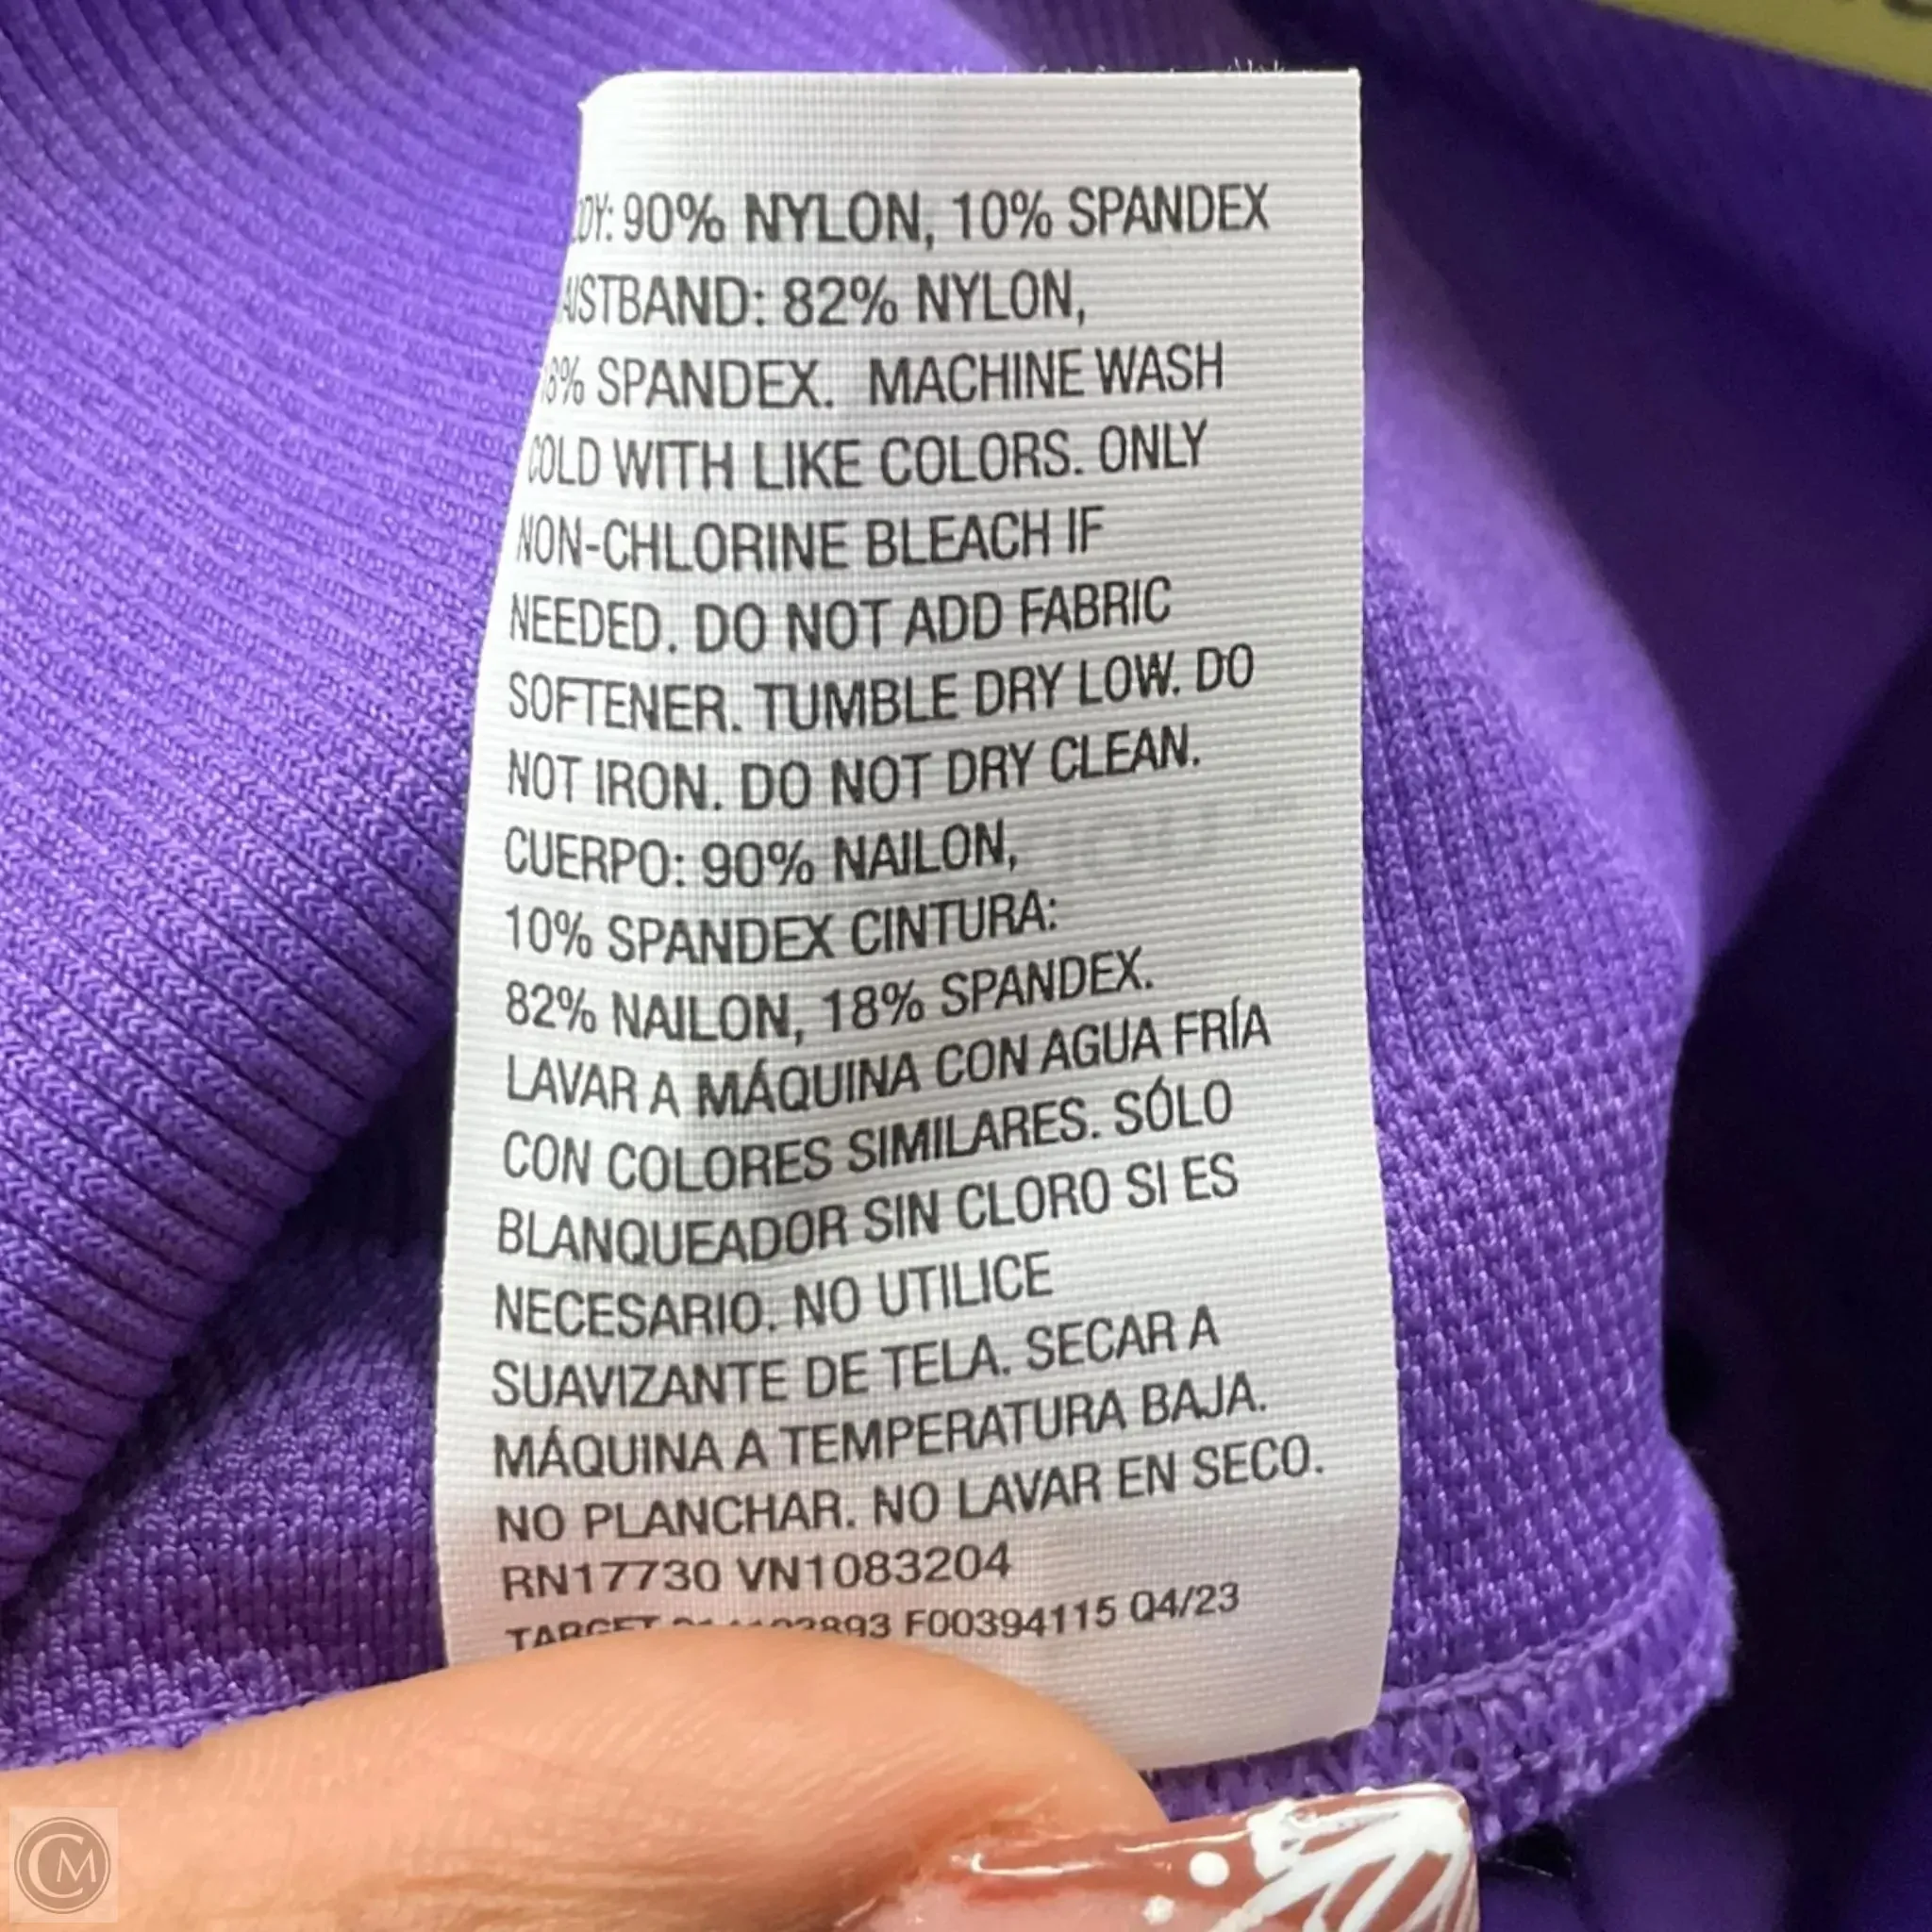 DY: 90% NYLON, 10% SPANDEX
AISTBAND: 82% NYLON,
8% SPANDEX. MACHINE WASH
COLD WITH LIKE COLORS. ONLY
NON-CHLORINE BLEACH IF
NEEDED. DO NOT ADD FABRIC
SOFTENER. TUMBLE DRY LOW. DO
NOT IRON. DO NOT DRY CLEAN.
CUERPO: 90% NAILON,
10% SPANDEX CINTURA:
82% NAILON, 18% SPANDEX.
LAVAR A MÁQUINA CON AGUA FRÍA
CON COLORES SIMILARES. SÓLO
BLANQUEADOR SIN CLORO SI ES
NECESARIO. NO UTILICE
SUAVIZANTE DE TELA. SECAR A
MÁQUINA A TEMPERATURA BAJA.
NO PLANCHAR. NO LAVAR EN SECO.
RN17730 VN1083204
TARGET F00394115 Q4/23
CM